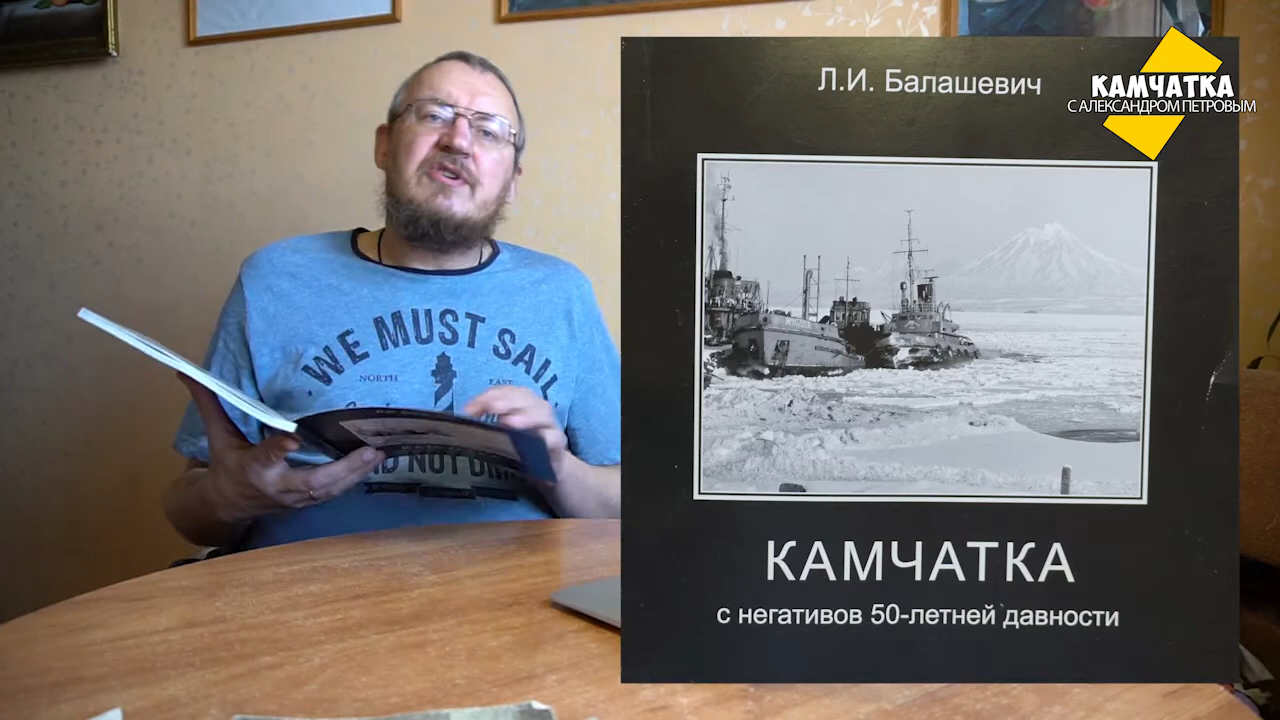 КАМЧАТКА
С АЛЕКСАНДРОМ ПЕТРОВЫМ
Л.И. Балашевич
КАМЧАТКА
с негативов 50-летней давности
WE MUST SAIL
NORTH EAST